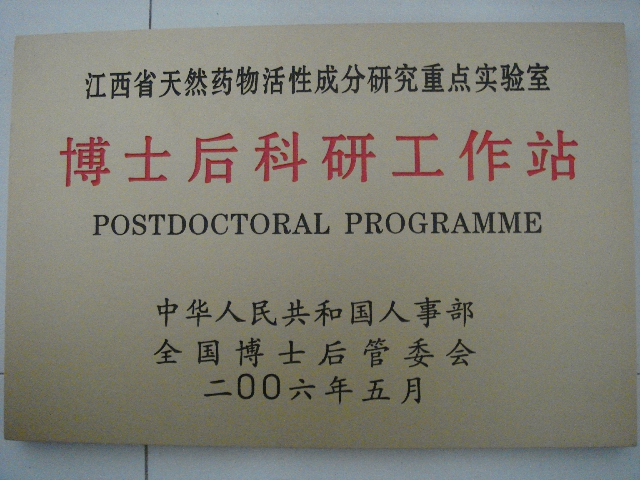 江西省天然药物活性成分研究重点实验室
博士后科研工作站
POSTDOCTORAL PROGRAMME
中华人民共和国人事部
全国博士后管委会
二OO六年五月